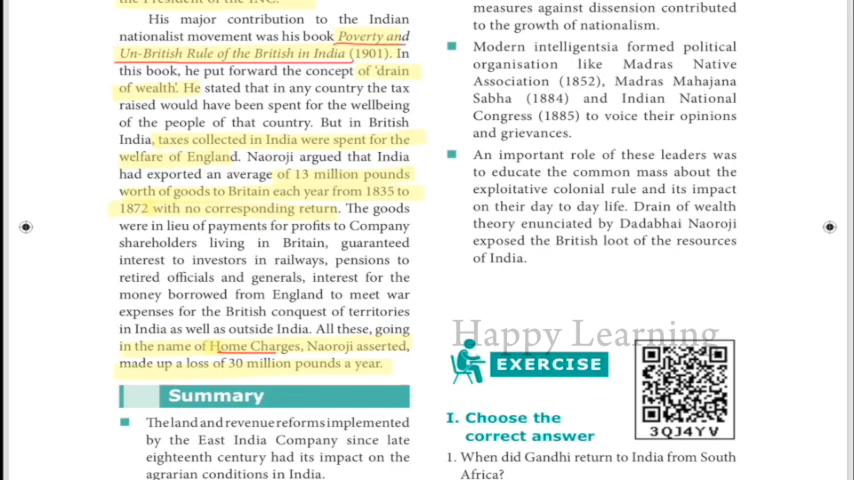 the President of the INC.
His major contribution to the Indian
nationalist movement was his book Poverty and
Un-British Rule of the British in India (1901). In
this book, he put forward the concept of ‘drain
of wealth’. He stated that in any country the tax
raised would have been spent for the wellbeing
of the people of that country. But in British
India, taxes collected in India were spent for the
welfare of England. Naoroji argued that India
had exported an average of 13 million pounds
worth of goods to Britain each year from 1835 to
1872 with no corresponding return. The goods
were in lieu of payments for profits to Company
shareholders living in Britain, guaranteed
interest to investors in railways, pensions to
retired officials and generals, interest for the
money borrowed from England to meet war
expenses for the British conquest of territories
in India as well as outside India. All these, going
in the name of Home Charges, Naoroji asserted,
made up a loss of 30 million pounds a year.
Summary
The land and revenue reforms implemented
by the East India Company since late
eighteenth century had its impact on the
agrarian conditions in India.
measures against dissension contributed
to the growth of nationalism.
Modern intelligentsia formed political
organisation like Madras Native
Association (1852), Madras Mahajana
Sabha (1884) and Indian National
Congress (1885) to voice their opinions
and grievances.
An important role of these leaders was
to educate the common mass about the
exploitative colonial rule and its impact
on their day to day life. Drain of wealth
theory enunciated by Dadabhai Naoroji
exposed the British loot of the resources
of India.
Happy Learning
EXERCISE
3QJ4YV
I. Choose the
correct answer
1. When did Gandhi return to India from South
Africa?